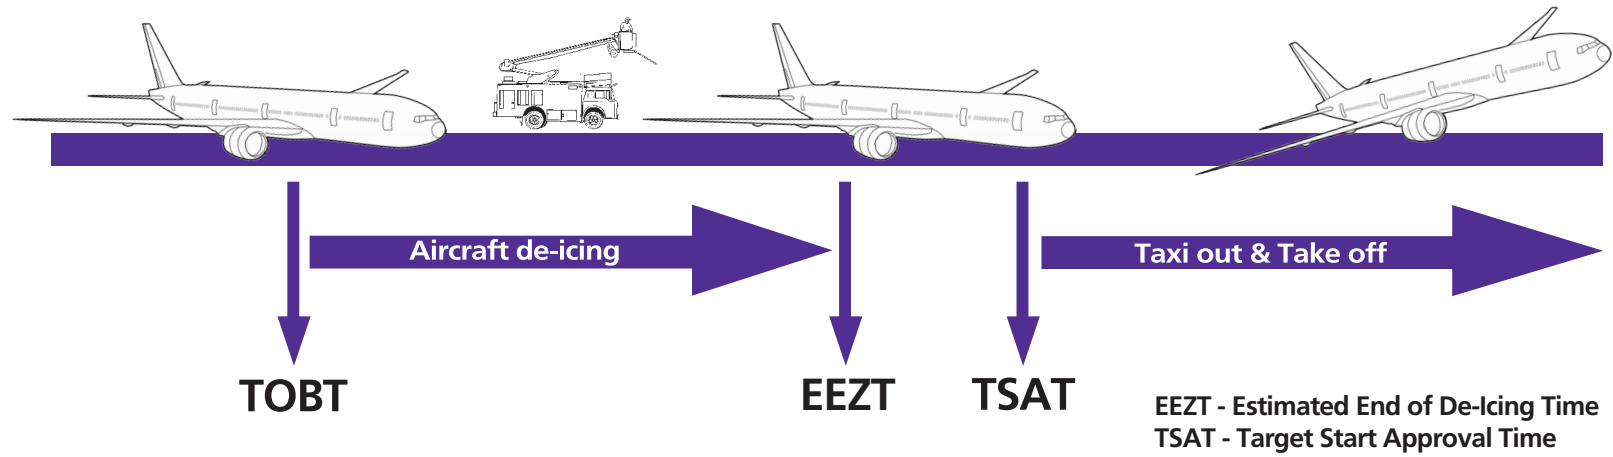 Aircraft de-icing
Taxi out & Take off
TOBT
EEZT
TSAT
EEZT - Estimated End of De-Icing Time
TSAT - Target Start Approval Time